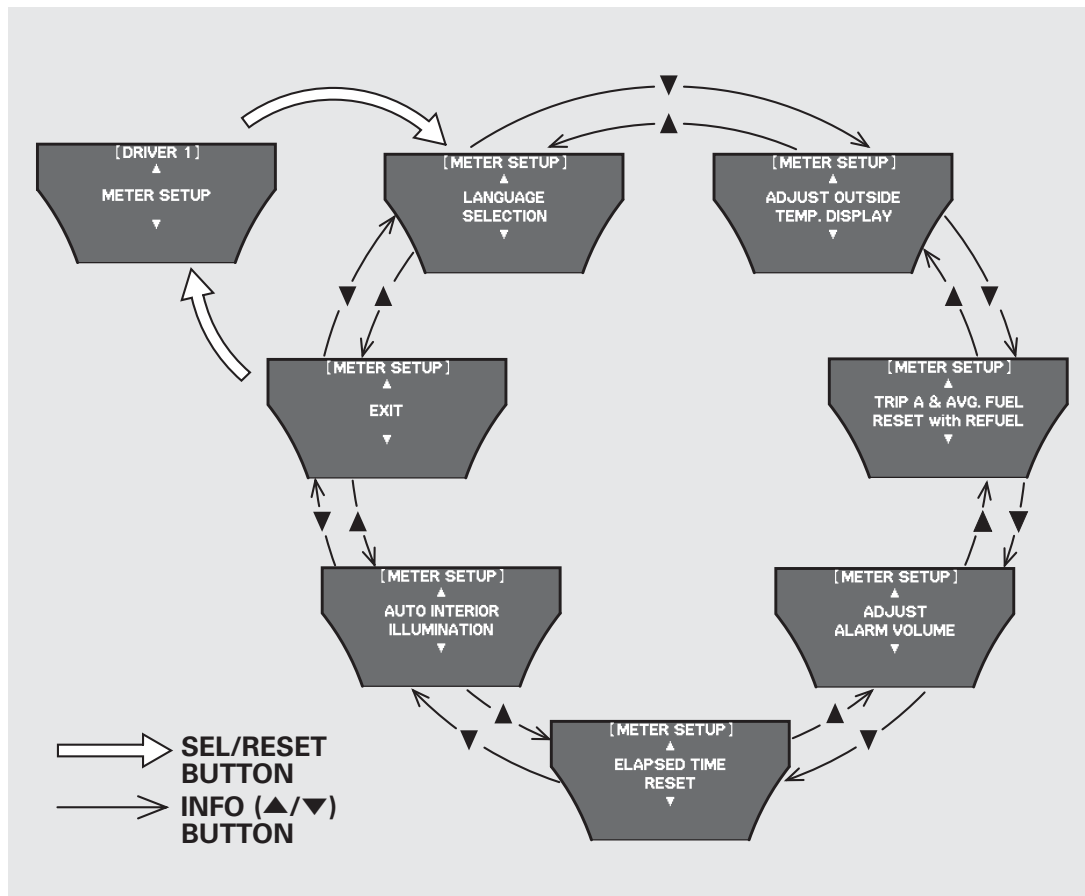 [DRIVER 1]
▲
METER SETUP
▼
[METER SETUP]
▲
LANGUAGE
SELECTION
▼
[METER SETUP]
▲
ADJUST OUTSIDE
TEMP. DISPLAY
▼
[METER SETUP]
▲
EXIT
▼
[METER SETUP]
▲
TRIP A & AVG. FUEL
RESET with REFUEL
▼
[METER SETUP]
▲
AUTO INTERIOR
ILLUMINATION
▼
[METER SETUP]
▲
ADJUST
ALARM VOLUME
▼
[METER SETUP]
▲
ELAPSED TIME
RESET
▼
SEL/RESET
BUTTON
INFO (▲/▼)
BUTTON